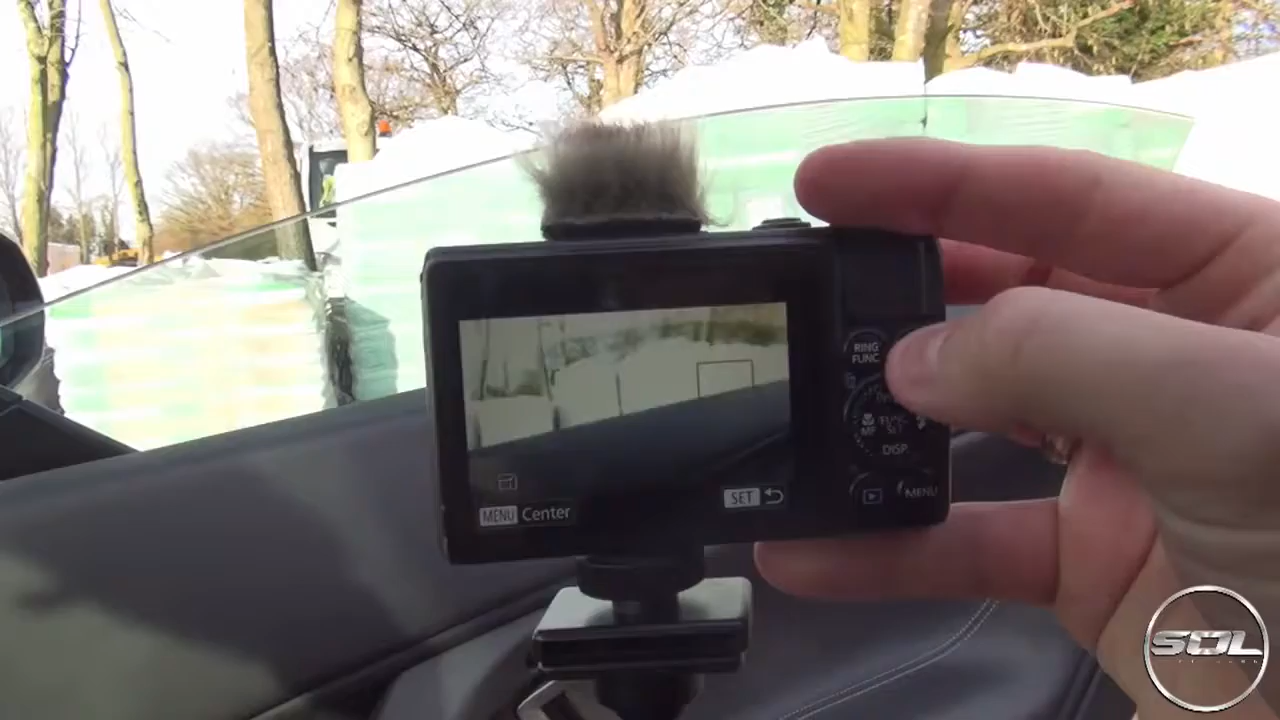 RING
FUNC.
FUNC.
SET
MF
DISP.
MENU
MENU Center
SET
SOL